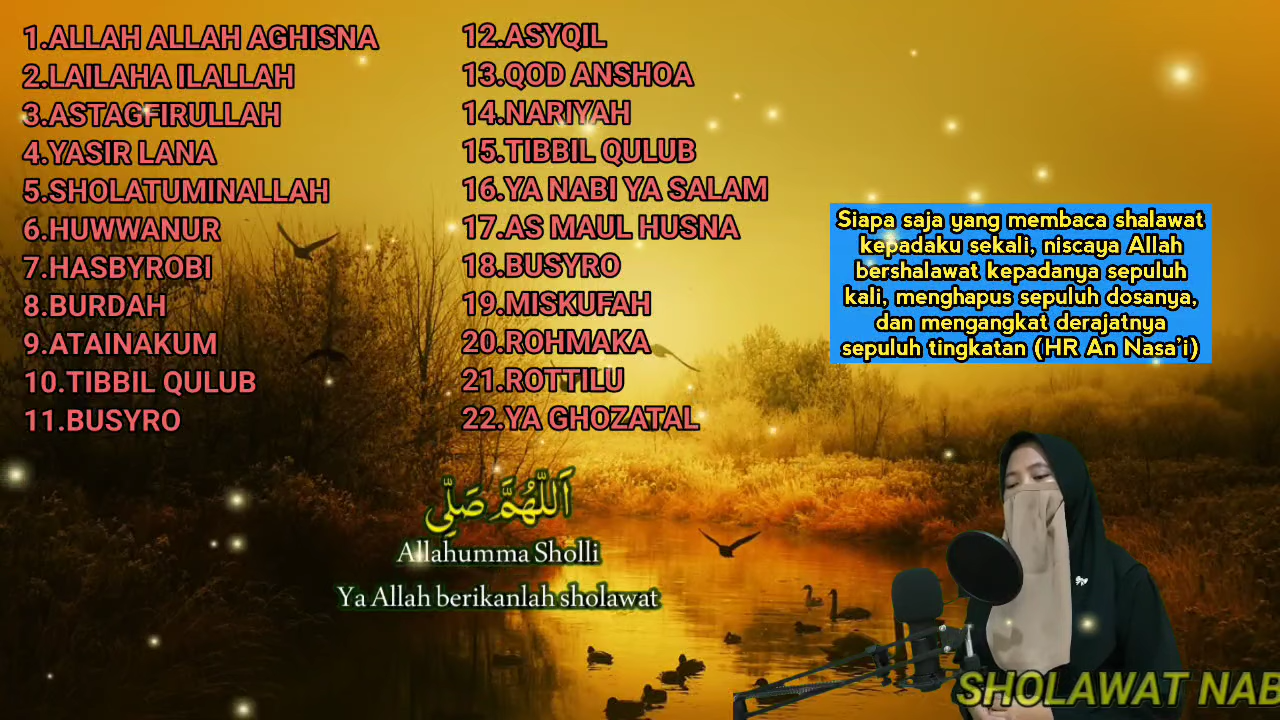 1.ALLAH ALLAH AGHISNA
2.LAILAHA ILALLAH
3.ASTAGFIRULLAH
4.YASIR LANA
5.SHOLATUMINALLAH
6.HUWWANUR
7.HASBYROBI
8.BURDAH
9.ATAINAKUM
10.TIBBIL QULUB
11.BUSYRO
12.ASYQIL
13.QOD ANSHOA
14.NARIYAH
15.TIBBIL QULUB
16.YA NABI YA SALAM
17.AS MAUL HUSNA
18.BUSYRO
19.MISKUFAH
20.ROHMAKA
21.ROTTILU
22.YA GHOZATAL
Siapa saja yang membaca shalawat
kepadaku sekali, niscaya Allah
bershalawat kepadanya sepuluh
kali, menghapus sepuluh dosanya,
dan mengangkat derajatnya
sepuluh tingkatan (HR An Nasa'i)
اَللّٰهُمَّ صَلِّى
Allahumma Sholli
Ya Allah berikanlah sholawat
SHOLAWAT NAB